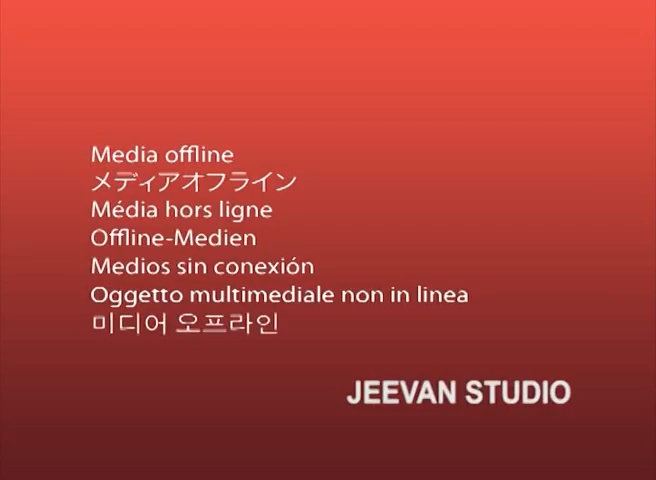 Media offline
メディアオフライン
Média hors ligne
Offline-Medien
Medios sin conexión
Oggetto multimediale non in linea
미디어 오프라인
JEEVAN STUDIO